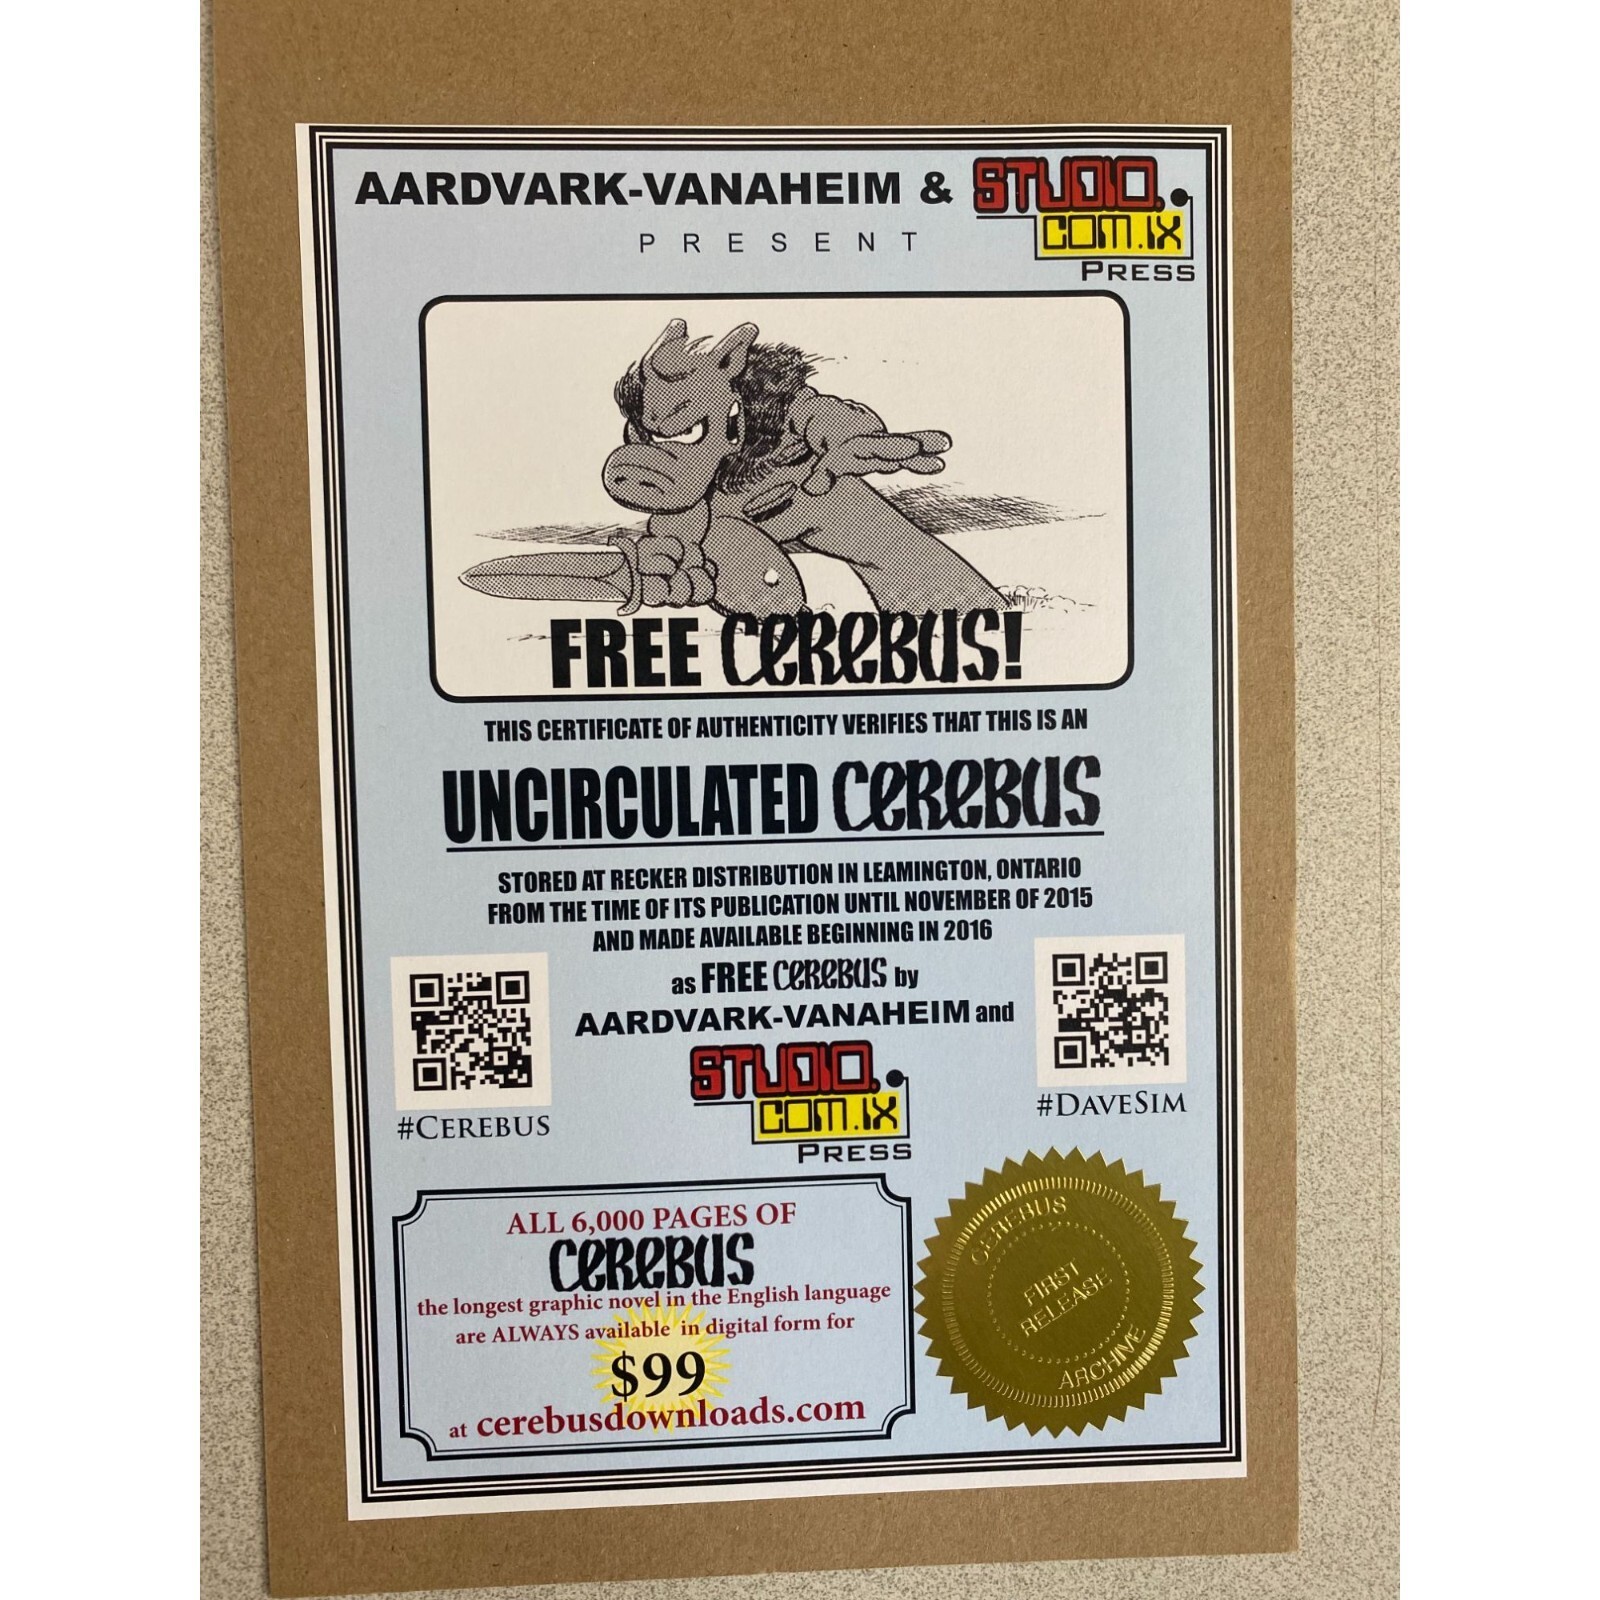 AARDVARK-VANAHEIM & STUDIO.
COM.IX
PRESS
PRESENT
FREE CEREBUS!
THIS CERTIFICATE OF AUTHENTICITY VERIFIES THAT THIS IS AN
UNCIRCULATED CEREBUS
STORED AT RECKER DISTRIBUTION IN LEAMINGTON, ONTARIO
FROM THE TIME OF ITS PUBLICATION UNTIL NOVEMBER OF 2015
AND MADE AVAILABLE BEGINNING IN 2016
as FREE CEREBUS by
AARDVARK-VANAHEIM and
STUDIO.
COM.IX
PRESS
#CEREBUS
#DAVESIM
ALL 6,000 PAGES OF
CEREBUS
the longest graphic novel in the English language
are ALWAYS available in digital form for
$99
at cerebusdownloads.com
CEREBUS
FIRST
RELEASE
ARCHIVE